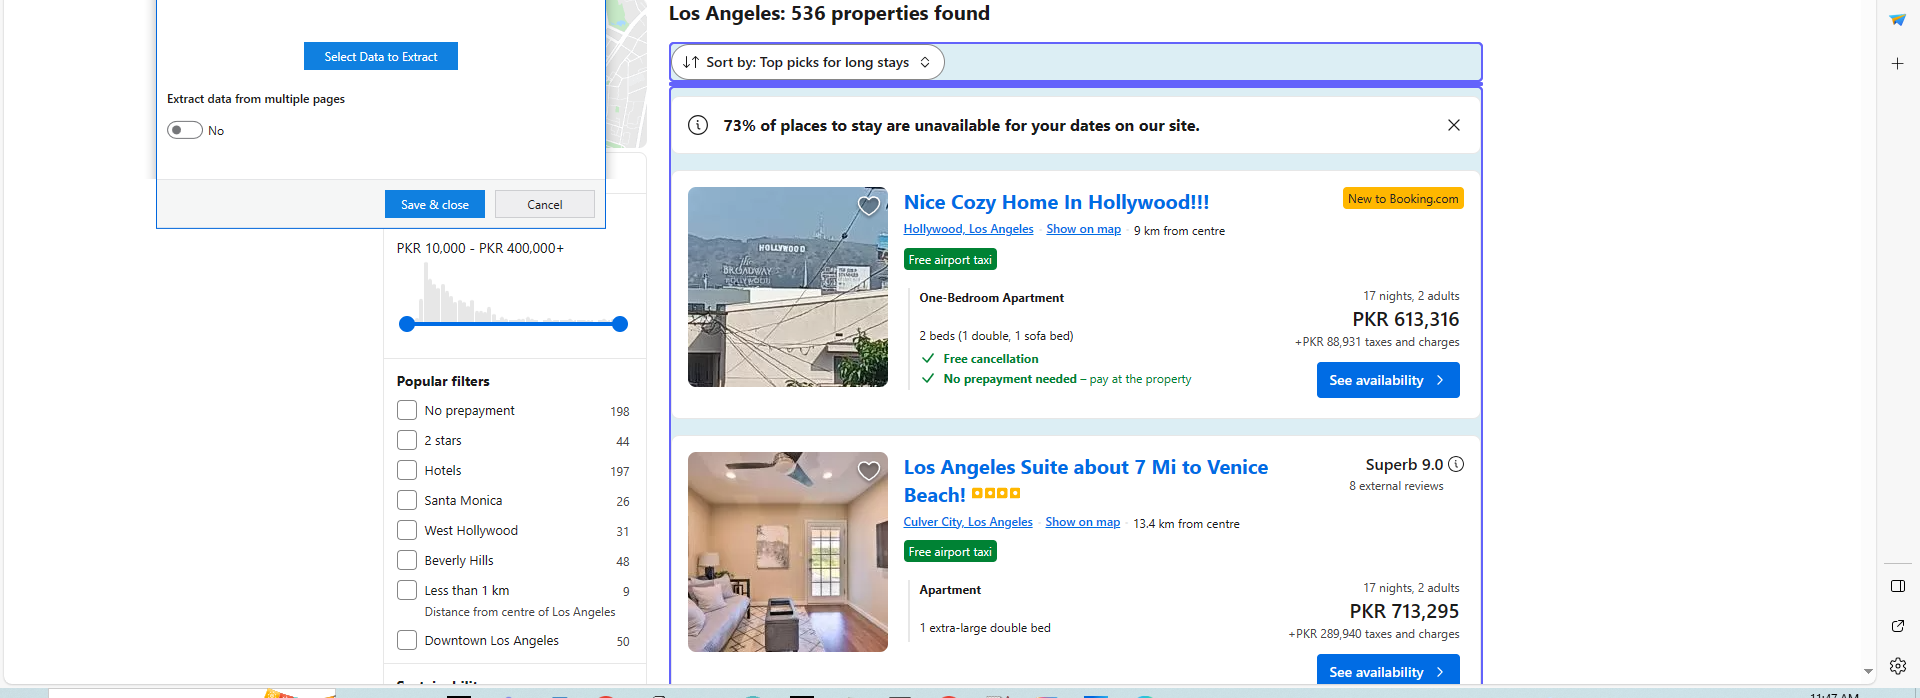 Los Angeles: 536 properties found
Select Data to Extract
Extract data from multiple pages
No
Save & close
Cancel
PKR 10,000 - PKR 400,000+
Popular filters
No prepayment 198
2 stars 44
Hotels 197
Santa Monica 26
West Hollywood 31
Beverly Hills 48
Less than 1 km 9
Distance from centre of Los Angeles
Downtown Los Angeles 50
Sort by: Top picks for long stays
73% of places to stay are unavailable for your dates on our site.
HOLLYWOOD
the
BROADWAY
HOLLYWOOD
Nice Cozy Home In Hollywood!!!
New to Booking.com
Hollywood, Los Angeles Show on map 9 km from centre
Free airport taxi
One-Bedroom Apartment
17 nights, 2 adults
PKR 613,316
2 beds (1 double, 1 sofa bed)
+PKR 88,931 taxes and charges
Free cancellation
No prepayment needed – pay at the property
See availability
Los Angeles Suite about 7 Mi to Venice
Beach!
Superb 9.0
8 external reviews
Culver City, Los Angeles Show on map 13.4 km from centre
Free airport taxi
Apartment
17 nights, 2 adults
PKR 713,295
1 extra-large double bed
+PKR 289,940 taxes and charges
See availability
11:47 AM